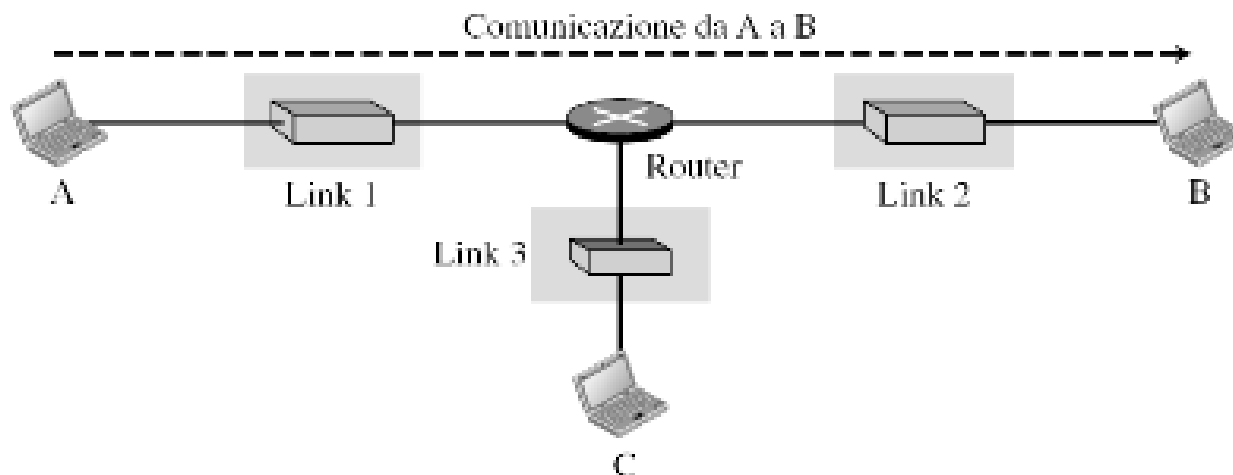 Comunicazione da A a B
A
Link 1
Router
Link 2
B
Link 3
C